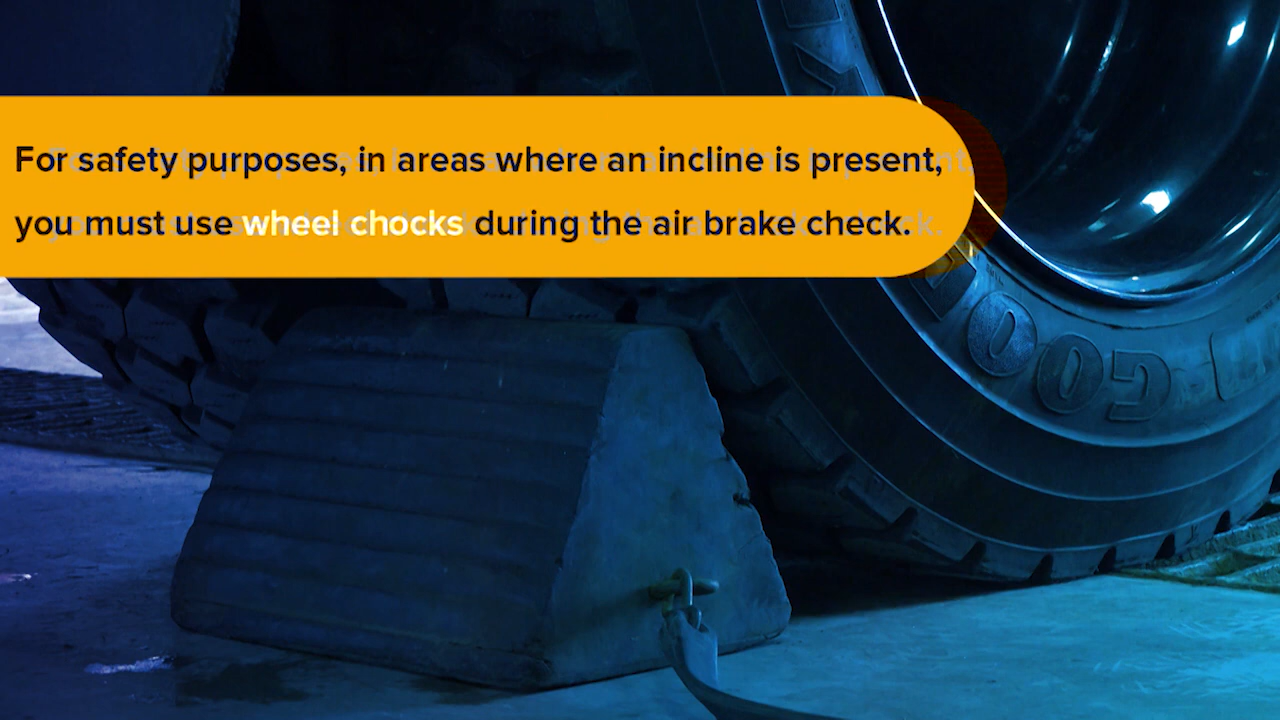 For safety purposes, in areas where an incline is present,
you must use wheel chocks during the air brake check.
GOO